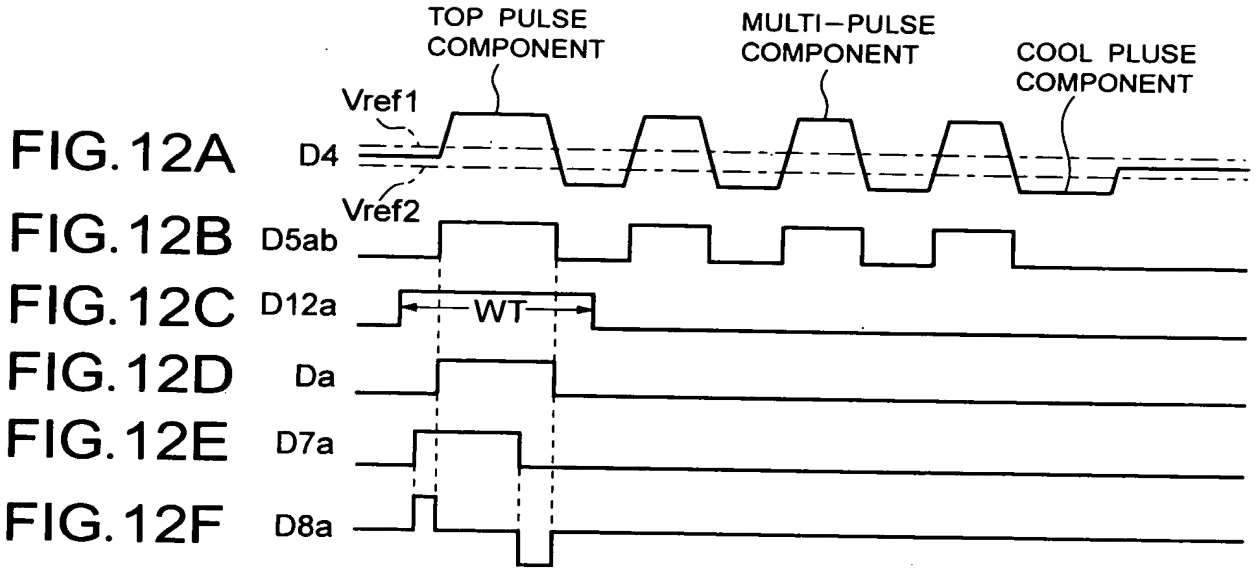 TOP PULSE
COMPONENT
MULTI-PULSE
COMPONENT
COOL PLUSE
COMPONENT
Vref1
FIG.12A D4
Vref2
FIG.12B D5ab
FIG.12C D12a WT
FIG.12D Da
FIG.12E D7a
FIG.12F D8a